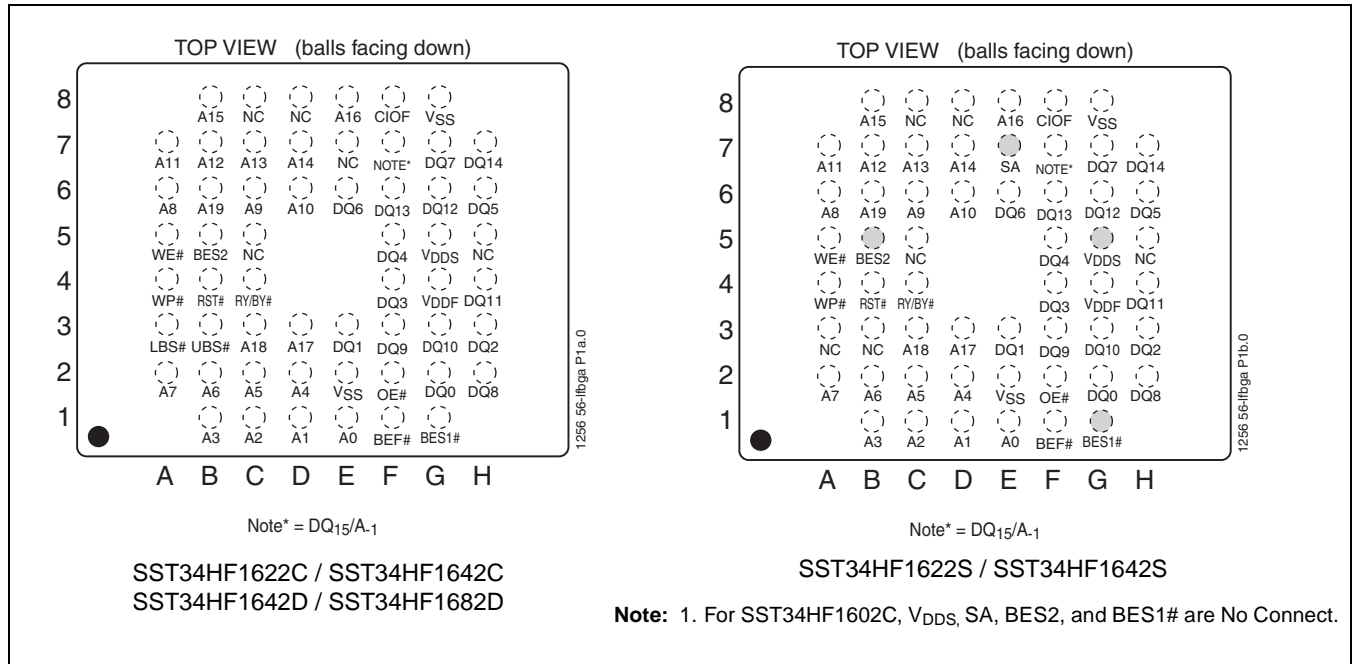 TOP VIEW (balls facing down)
8
A15 NC NC A16 CIOF VSS
7
A11 A12 A13 A14 NC NOTE* DQ7 DQ14
6
A8 A19 A9 A10 DQ6 DQ13 DQ12 DQ5
5
WE# BES2 NC DQ4 VDDS NC
4
WP# RST# RY/BY# DQ3 VDDF DQ11
3
LBS# UBS# A18 A17 DQ1 DQ9 DQ10 DQ2
2
A7 A6 A5 A4 VSS OE# DQ0 DQ8
1
A3 A2 A1 A0 BEF# BES1#
A B C D E F G H
1256 56-lfbga P1a.0
Note* = DQ15/A-1
SST34HF1622C / SST34HF1642C
SST34HF1642D / SST34HF1682D
TOP VIEW (balls facing down)
8
A15 NC NC A16 CIOF VSS
7
A11 A12 A13 A14 SA NOTE* DQ7 DQ14
6
A8 A19 A9 A10 DQ6 DQ13 DQ12 DQ5
5
WE# BES2 NC DQ4 VDDS NC
4
WP# RST# RY/BY# DQ3 VDDF DQ11
3
NC NC A18 A17 DQ1 DQ9 DQ10 DQ2
2
A7 A6 A5 A4 VSS OE# DQ0 DQ8
1
A3 A2 A1 A0 BEF# BES1#
A B C D E F G H
1256 56-lfbga P1b.0
Note* = DQ15/A-1
SST34HF1622S / SST34HF1642S
Note: 1. For SST34HF1602C, VDDS, SA, BES2, and BES1# are No Connect.